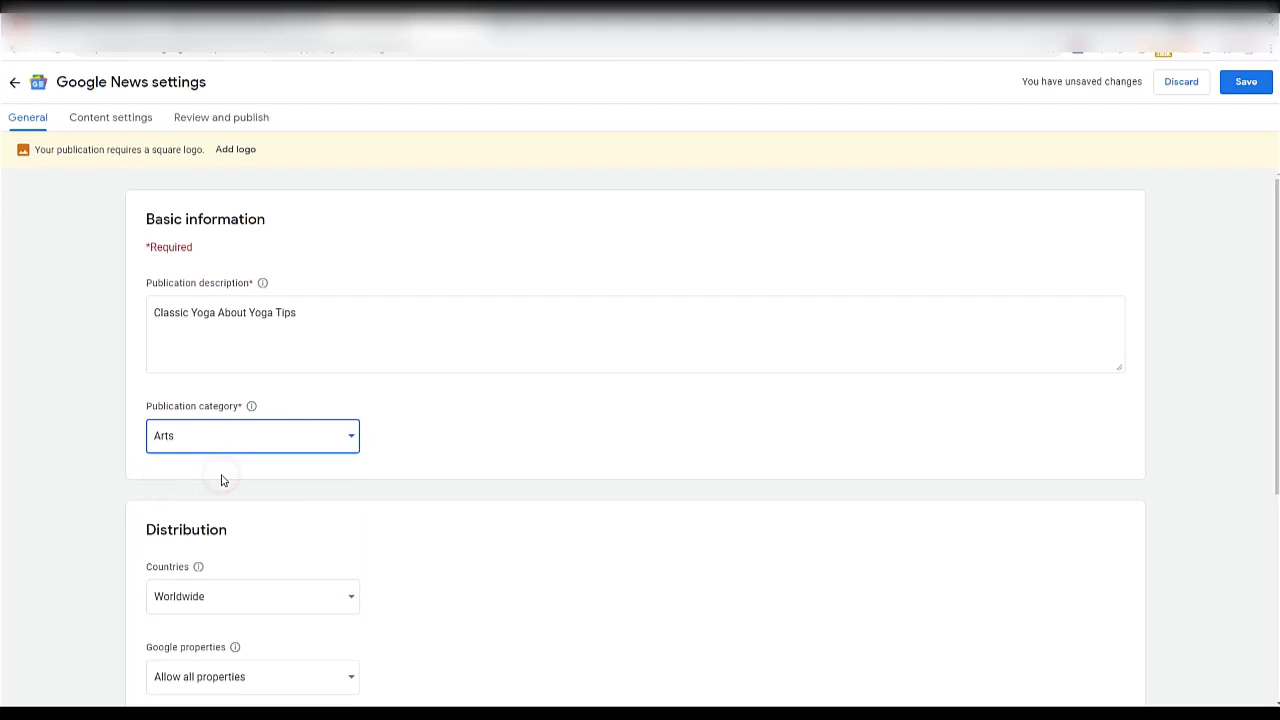 Google News settings
You have unsaved changes
Discard
Save
General
Content settings
Review and publish
Your publication requires a square logo. Add logo
Basic information
*Required
Publication description*
Classic Yoga About Yoga Tips
Publication category*
Arts
Distribution
Countries
Worldwide
Google properties
Allow all properties